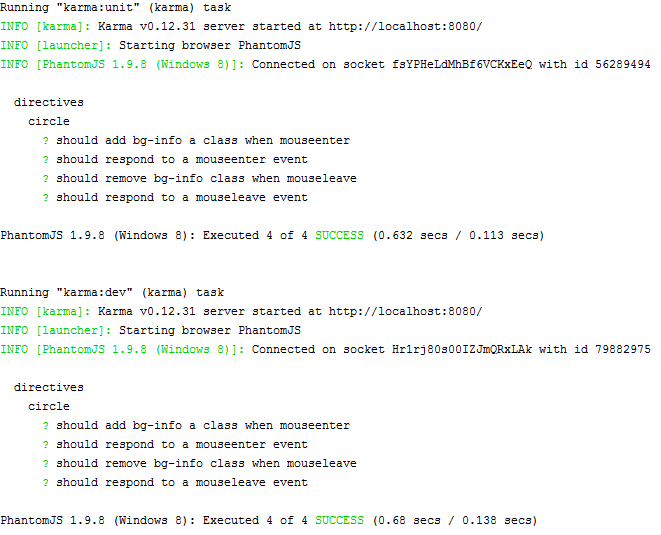 Running "karma:unit" (karma) task
INFO [karma]: Karma v0.12.31 server started at http://localhost:8080/
INFO [launcher]: Starting browser PhantomJS
INFO [PhantomJS 1.9.8 (Windows 8)]: Connected on socket fsYPHeLdMhBf6VCKxEeQ with id 56289494
directives
circle
? should add bg-info a class when mouseenter
? should respond to a mouseenter event
? should remove bg-info class when mouseleave
? should respond to a mouseleave event
PhantomJS 1.9.8 (Windows 8): Executed 4 of 4 SUCCESS (0.632 secs / 0.113 secs)
Running "karma:dev" (karma) task
INFO [karma]: Karma v0.12.31 server started at http://localhost:8080/
INFO [launcher]: Starting browser PhantomJS
INFO [PhantomJS 1.9.8 (Windows 8)]: Connected on socket Hr1rj80s00IZJmQRxLAk with id 79882975
directives
circle
? should add bg-info a class when mouseenter
? should respond to a mouseenter event
? should remove bg-info class when mouseleave
? should respond to a mouseleave event
PhantomJS 1.9.8 (Windows 8): Executed 4 of 4 SUCCESS (0.68 secs / 0.138 secs)